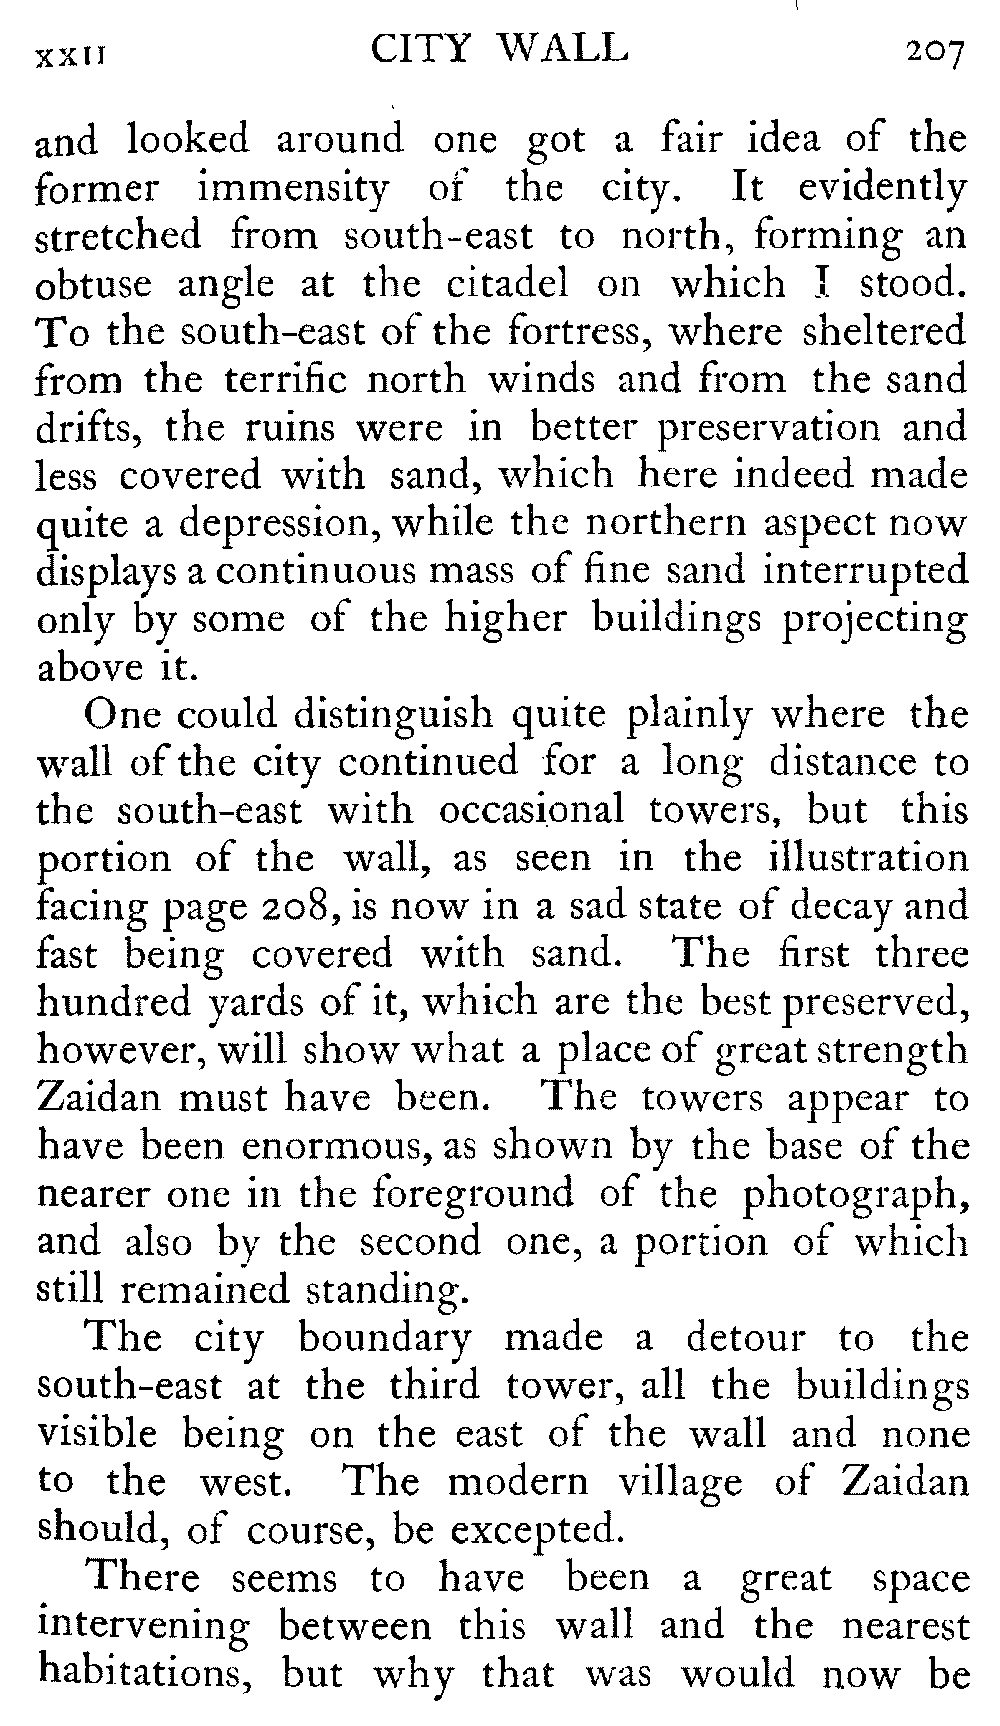 XXII CITY WALL 207
and looked around one got a fair idea of the
former immensity of the city. It evidently
stretched from south-east to north, forming an
obtuse angle at the citadel on which I stood.
To the south-east of the fortress, where sheltered
from the terrific north winds and from the sand
drifts, the ruins were in better preservation and
less covered with sand, which here indeed made
quite a depression, while the northern aspect now
displays a continuous mass of fine sand interrupted
only by some of the higher buildings projecting
above it.
One could distinguish quite plainly where the
wall of the city continued for a long distance to
the south-east with occasional towers, but this
portion of the wall, as seen in the illustration
facing page 208, is now in a sad state of decay and
fast being covered with sand. The first three
hundred yards of it, which are the best preserved,
however, will show what a place of great strength
Zaidan must have been. The towers appear to
have been enormous, as shown by the base of the
nearer one in the foreground of the photograph,
and also by the second one, a portion of which
still remained standing.
The city boundary made a detour to the
south-east at the third tower, all the buildings
visible being on the east of the wall and none
to the west. The modern village of Zaidan
should, of course, be excepted.
There seems to have been a great space
intervening between this wall and the nearest
habitations, but why that was would now be